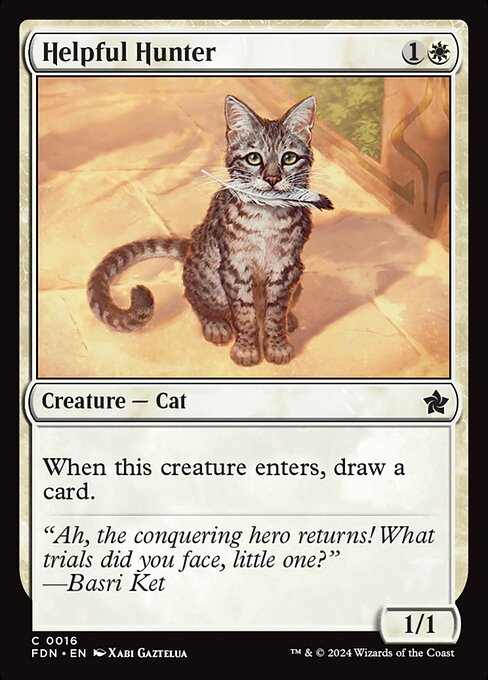 Helpful Hunter 1
Creature — Cat
When this creature enters, draw a
card.
“Ah, the conquering hero returns! What
trials did you face, little one?”
—Basri Ket
1/1
C 0016
FDN • EN Xabi Gaztelua
™ & © 2024 Wizards of the Coast